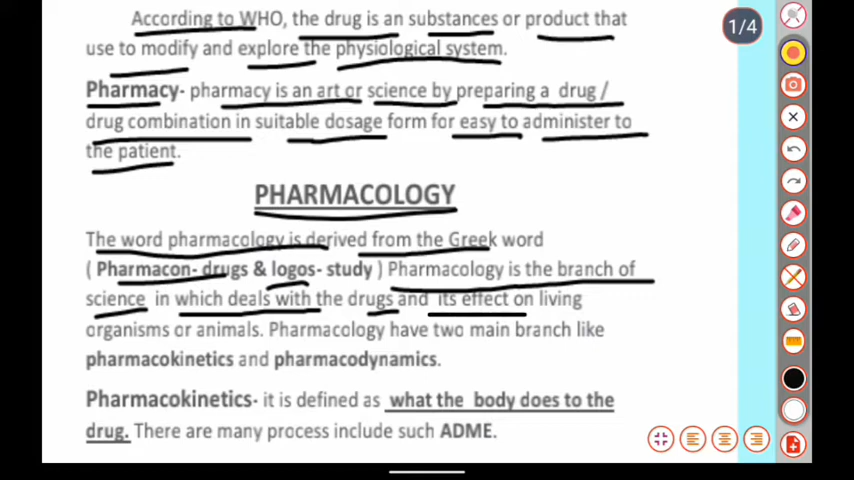 According to WHO, the drug is an substances or product that
1/4
use to modify and explore the physiological system.
Pharmacy- pharmacy is an art or science by preparing a drug /
drug combination in suitable dosage form for easy to administer to
the patient.
PHARMACOLOGY
The word pharmacology is derived from the Greek word
( Pharmacon- drugs & logos- study ) Pharmacology is the branch of
science in which deals with the drugs and its effect on living
organisms or animals. Pharmacology have two main branch like
pharmacokinetics and pharmacodynamics.
Pharmacokinetics- it is defined as what the body does to the
drug. There are many process include such ADME.